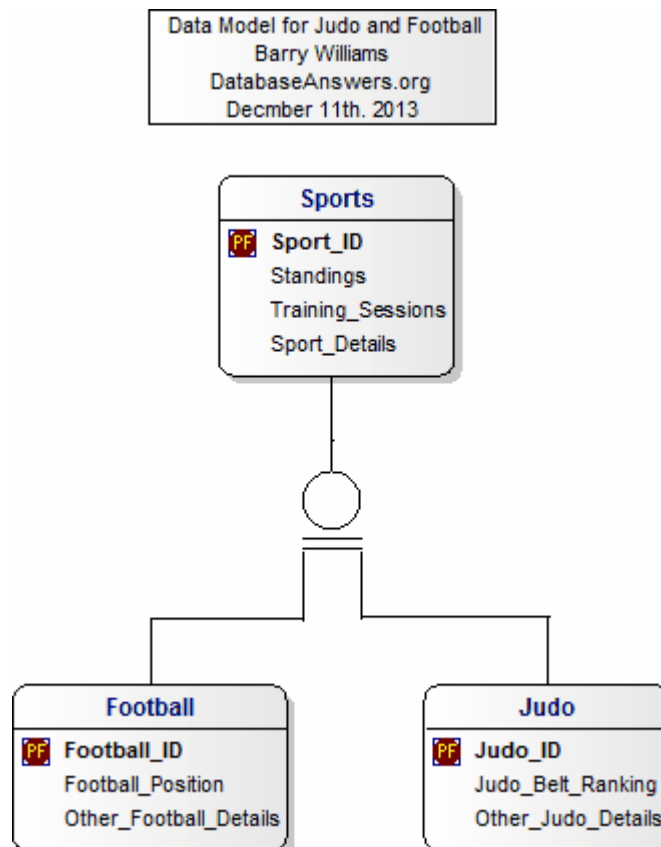 Data Model for Judo and Football
Barry Williams
DatabaseAnswers.org
Decmber 11th. 2013
Sports
PF Sport_ID
Standings
Training_Sessions
Sport_Details
Football
PF Football_ID
Football_Position
Other_Football_Details
Judo
PF Judo_ID
Judo_Belt_Ranking
Other_Judo_Details